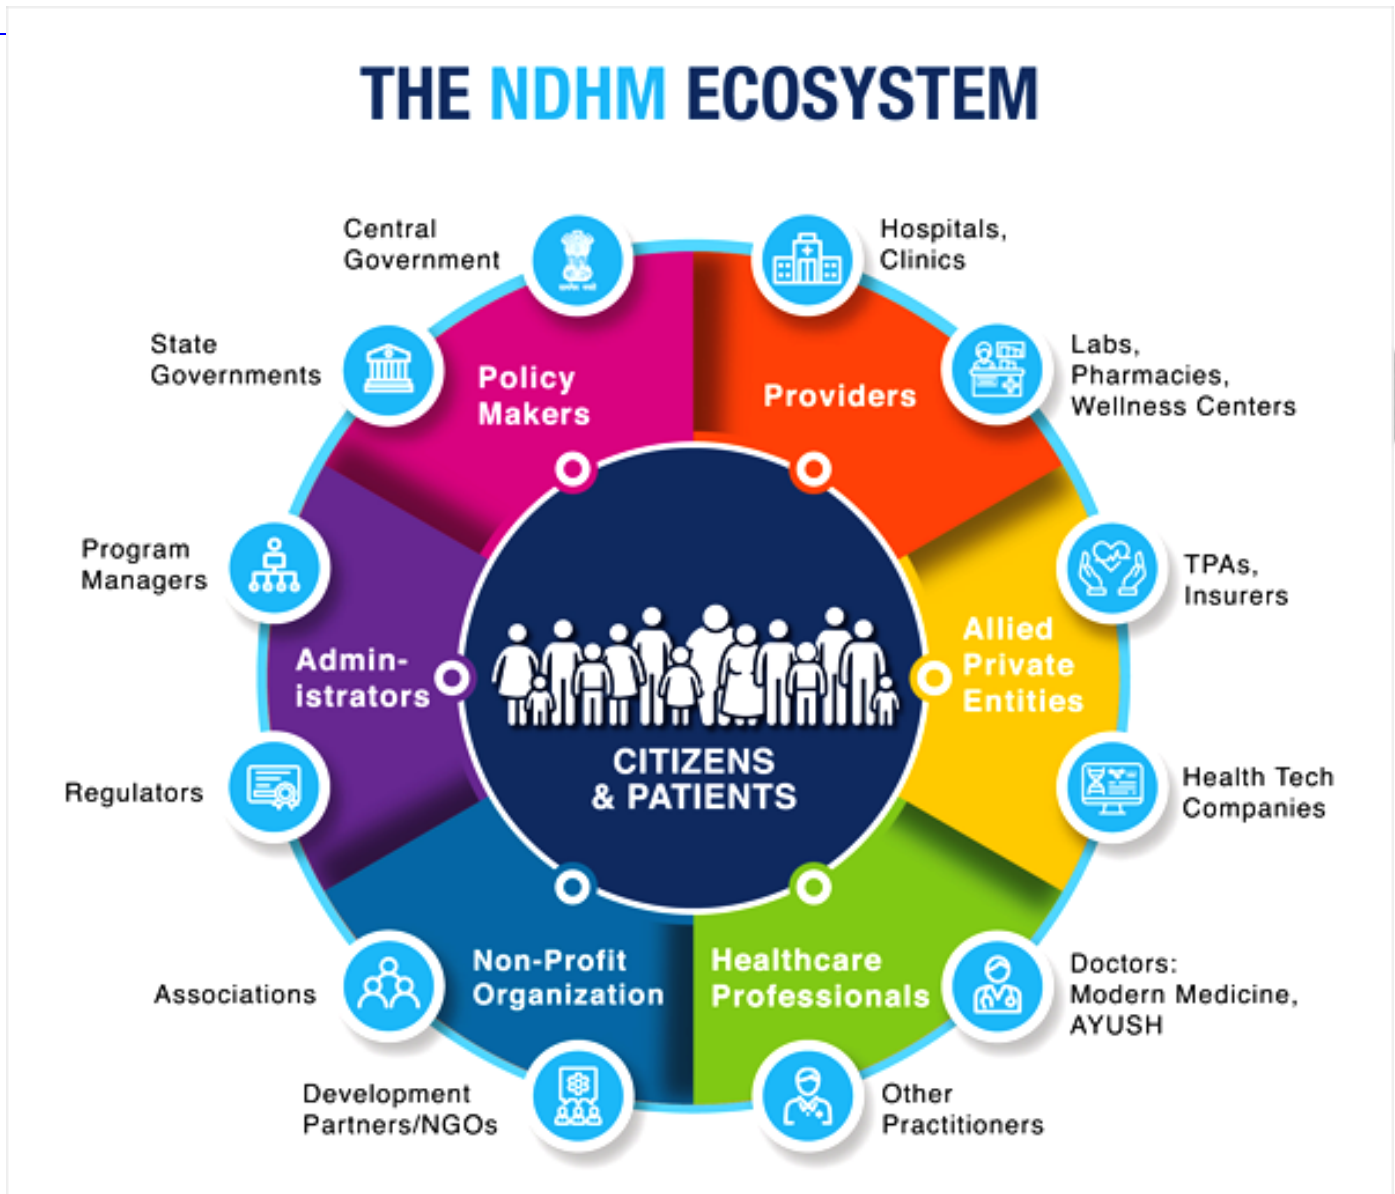 THE NDHM ECOSYSTEM
Central
Government
Hospitals,
Clinics
State
Governments
Labs,
Pharmacies,
Wellness Centers
Policy
Makers
Providers
Program
Managers
TPAs,
Insurers
Admin-
istrators
Allied
Private
Entities
CITIZENS
& PATIENTS
Regulators
Health Tech
Companies
Non-Profit
Organization
Healthcare
Professionals
Associations
Doctors:
Modern Medicine,
AYUSH
Development
Partners/NGOs
Other
Practitioners